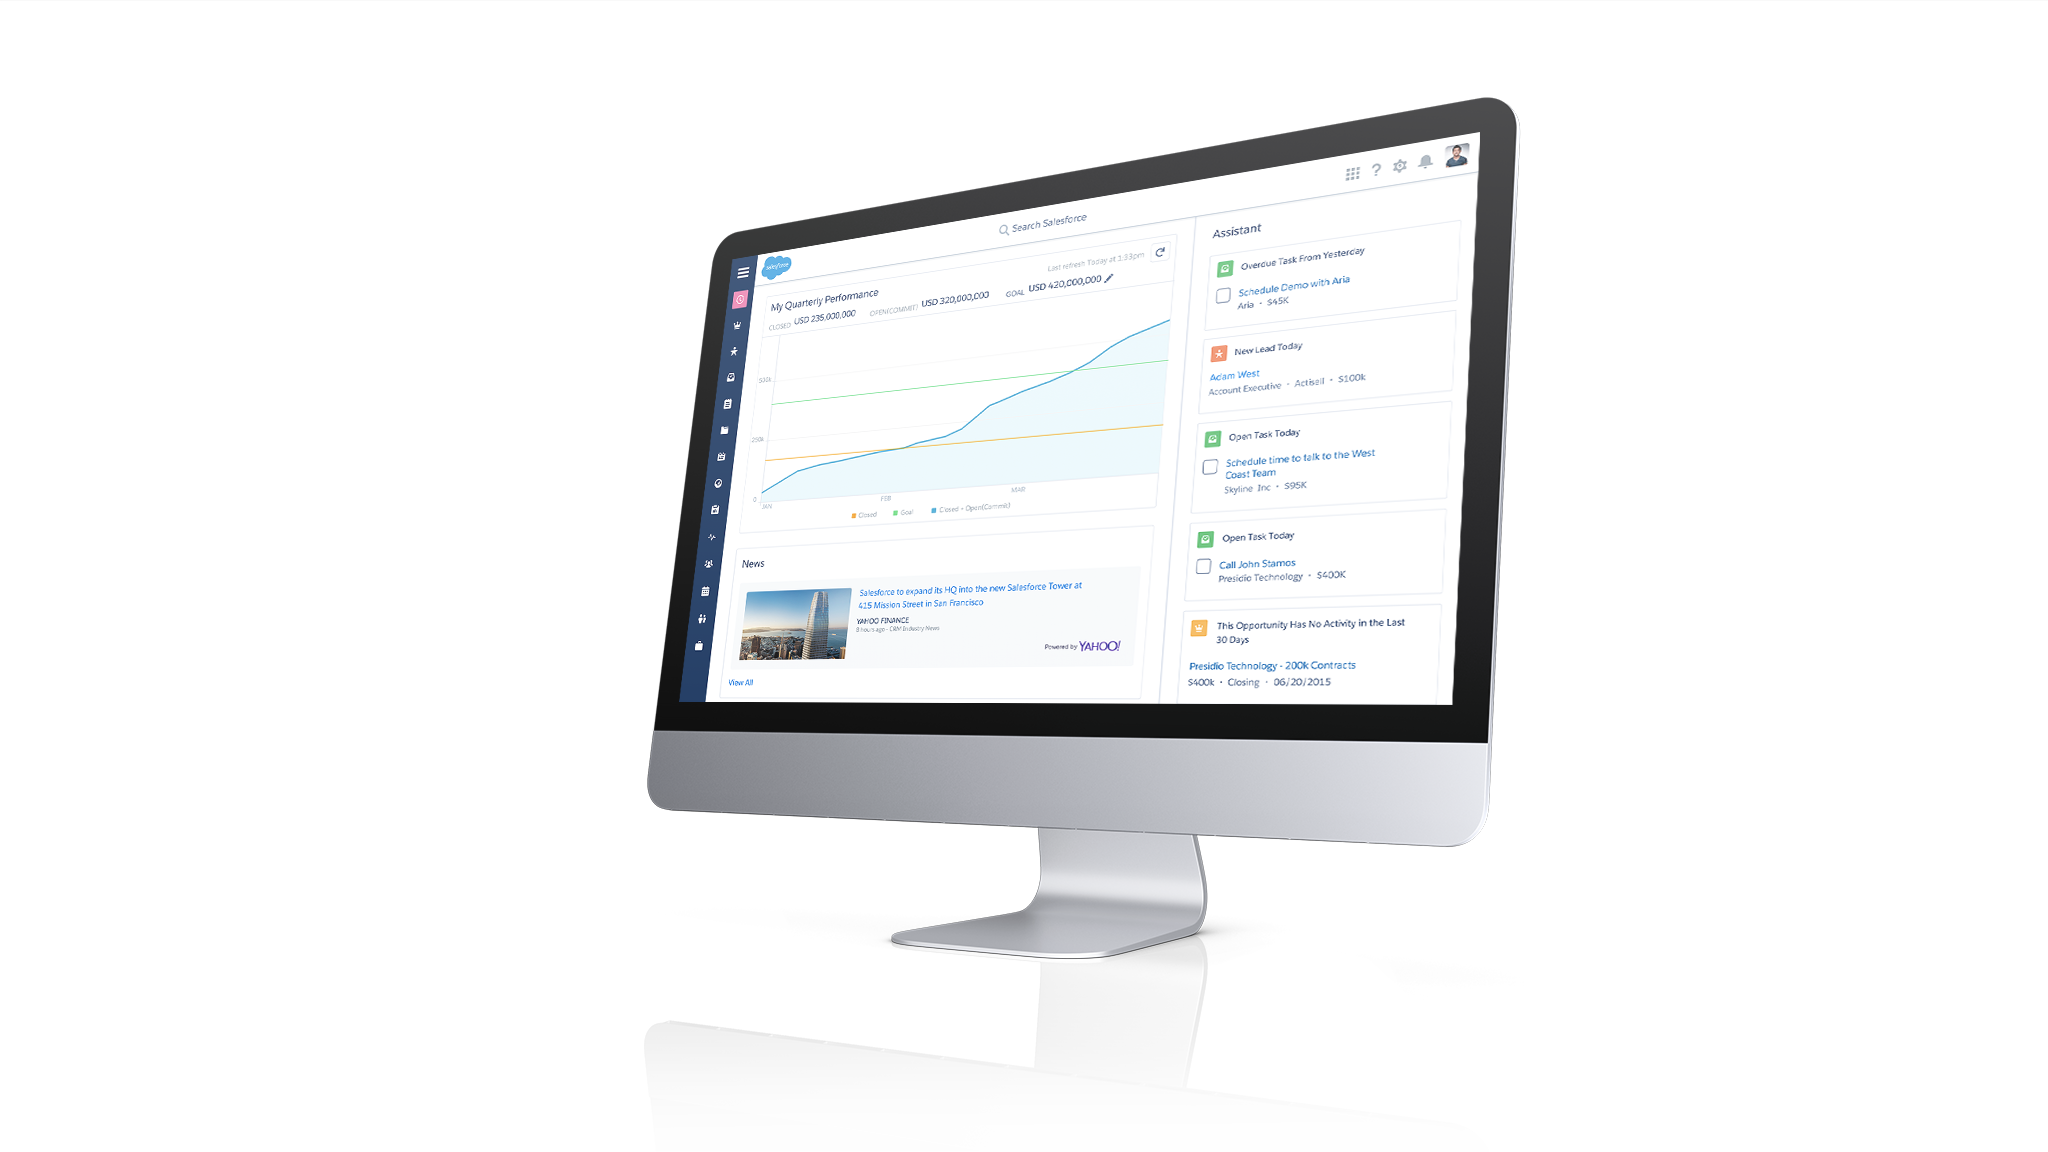 salesforce
Search Salesforce
My Quarterly Performance
Last refresh Today at 1:33pm
CLOSED USD 235,000,000 OPEN(COMMIT) USD 320,000,000 GOAL USD 420,000,000
500k
250k
0
JAN FEB MAR
Closed Goal Closed + Open(Commit)
News
Salesforce to expand its HQ into the new Salesforce Tower at
415 Mission Street in San Francisco
YAHOO FINANCE
8 hours ago - CRM Industry News
Powered by YAHOO!
View All
Assistant
Overdue Task From Yesterday
Schedule Demo with Aria
Aria • $45K
New Lead Today
Adam West
Account Executive • Actisell • $100k
Open Task Today
Schedule time to talk to the West
Coast Team
Skyline Inc • $95K
Open Task Today
Call John Stamos
Presidio Technology • $400K
This Opportunity Has No Activity in the Last
30 Days
Presidio Technology - 200k Contracts
$400k • Closing • 06/20/2015